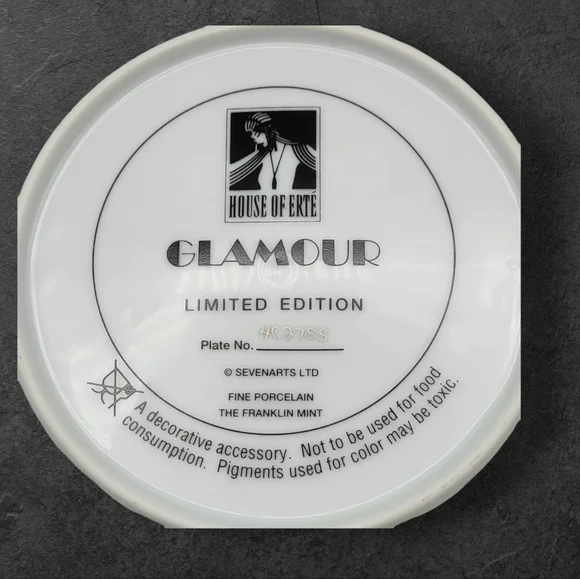 HOUSE OF ERTÉ
GLAMOUR
LIMITED EDITION
Plate No.
© SEVENARTS LTD
FINE PORCELAIN
THE FRANKLIN MINT
A decorative accessory. Not to be used for food
consumption. Pigments used for color may be toxic.